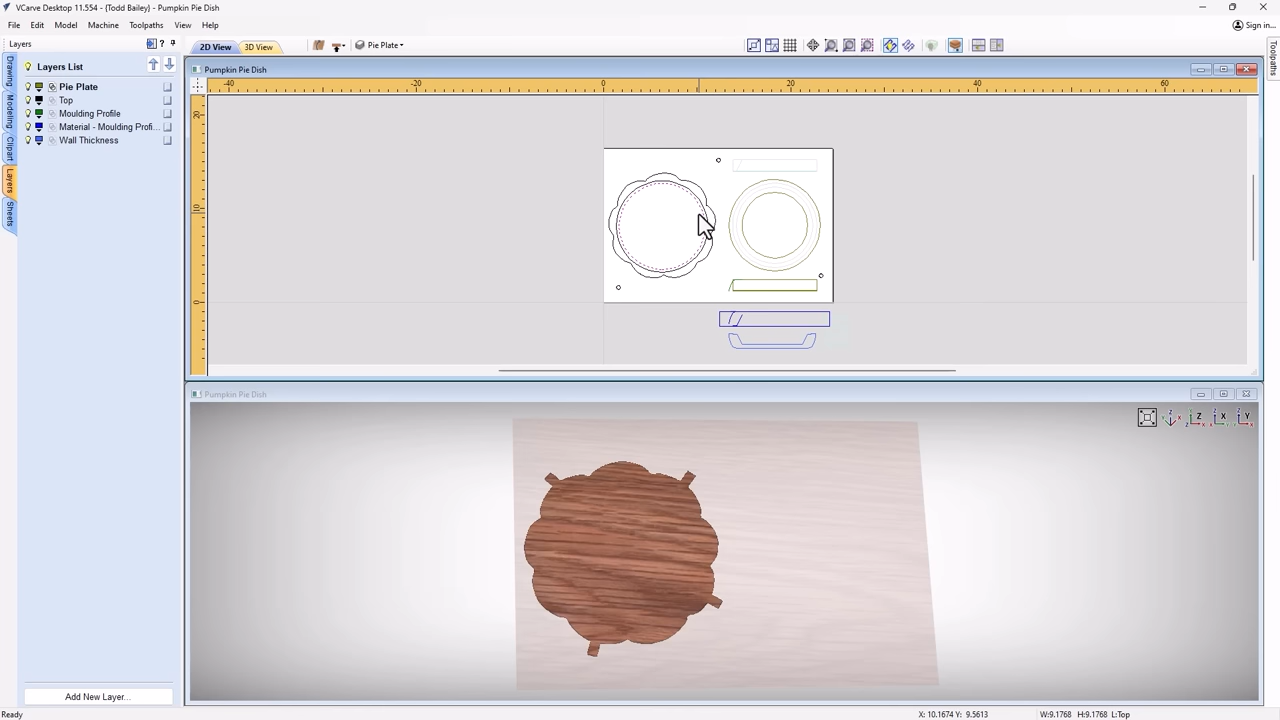 VCarve Desktop 11.554 - {Todd Bailey} - Pumpkin Pie Dish
File Edit Model Machine Toolpaths View Help
Sign in...
Layers
?
2D View 3D View Pie Plate
Toolpaths
Drawing
Modeling
Clipart
Layers
Sheets
Layers List
Pie Plate
Top
Moulding Profile
Material - Moulding Profi...
Wall Thickness
Add New Layer...
Pumpkin Pie Dish
-40 -20 0 20 40 60
20
10
0
Pumpkin Pie Dish
Z X Y
Ready
X: 10.1674 Y: 9.5613
W:9.1768 H:9.1768 L:Top